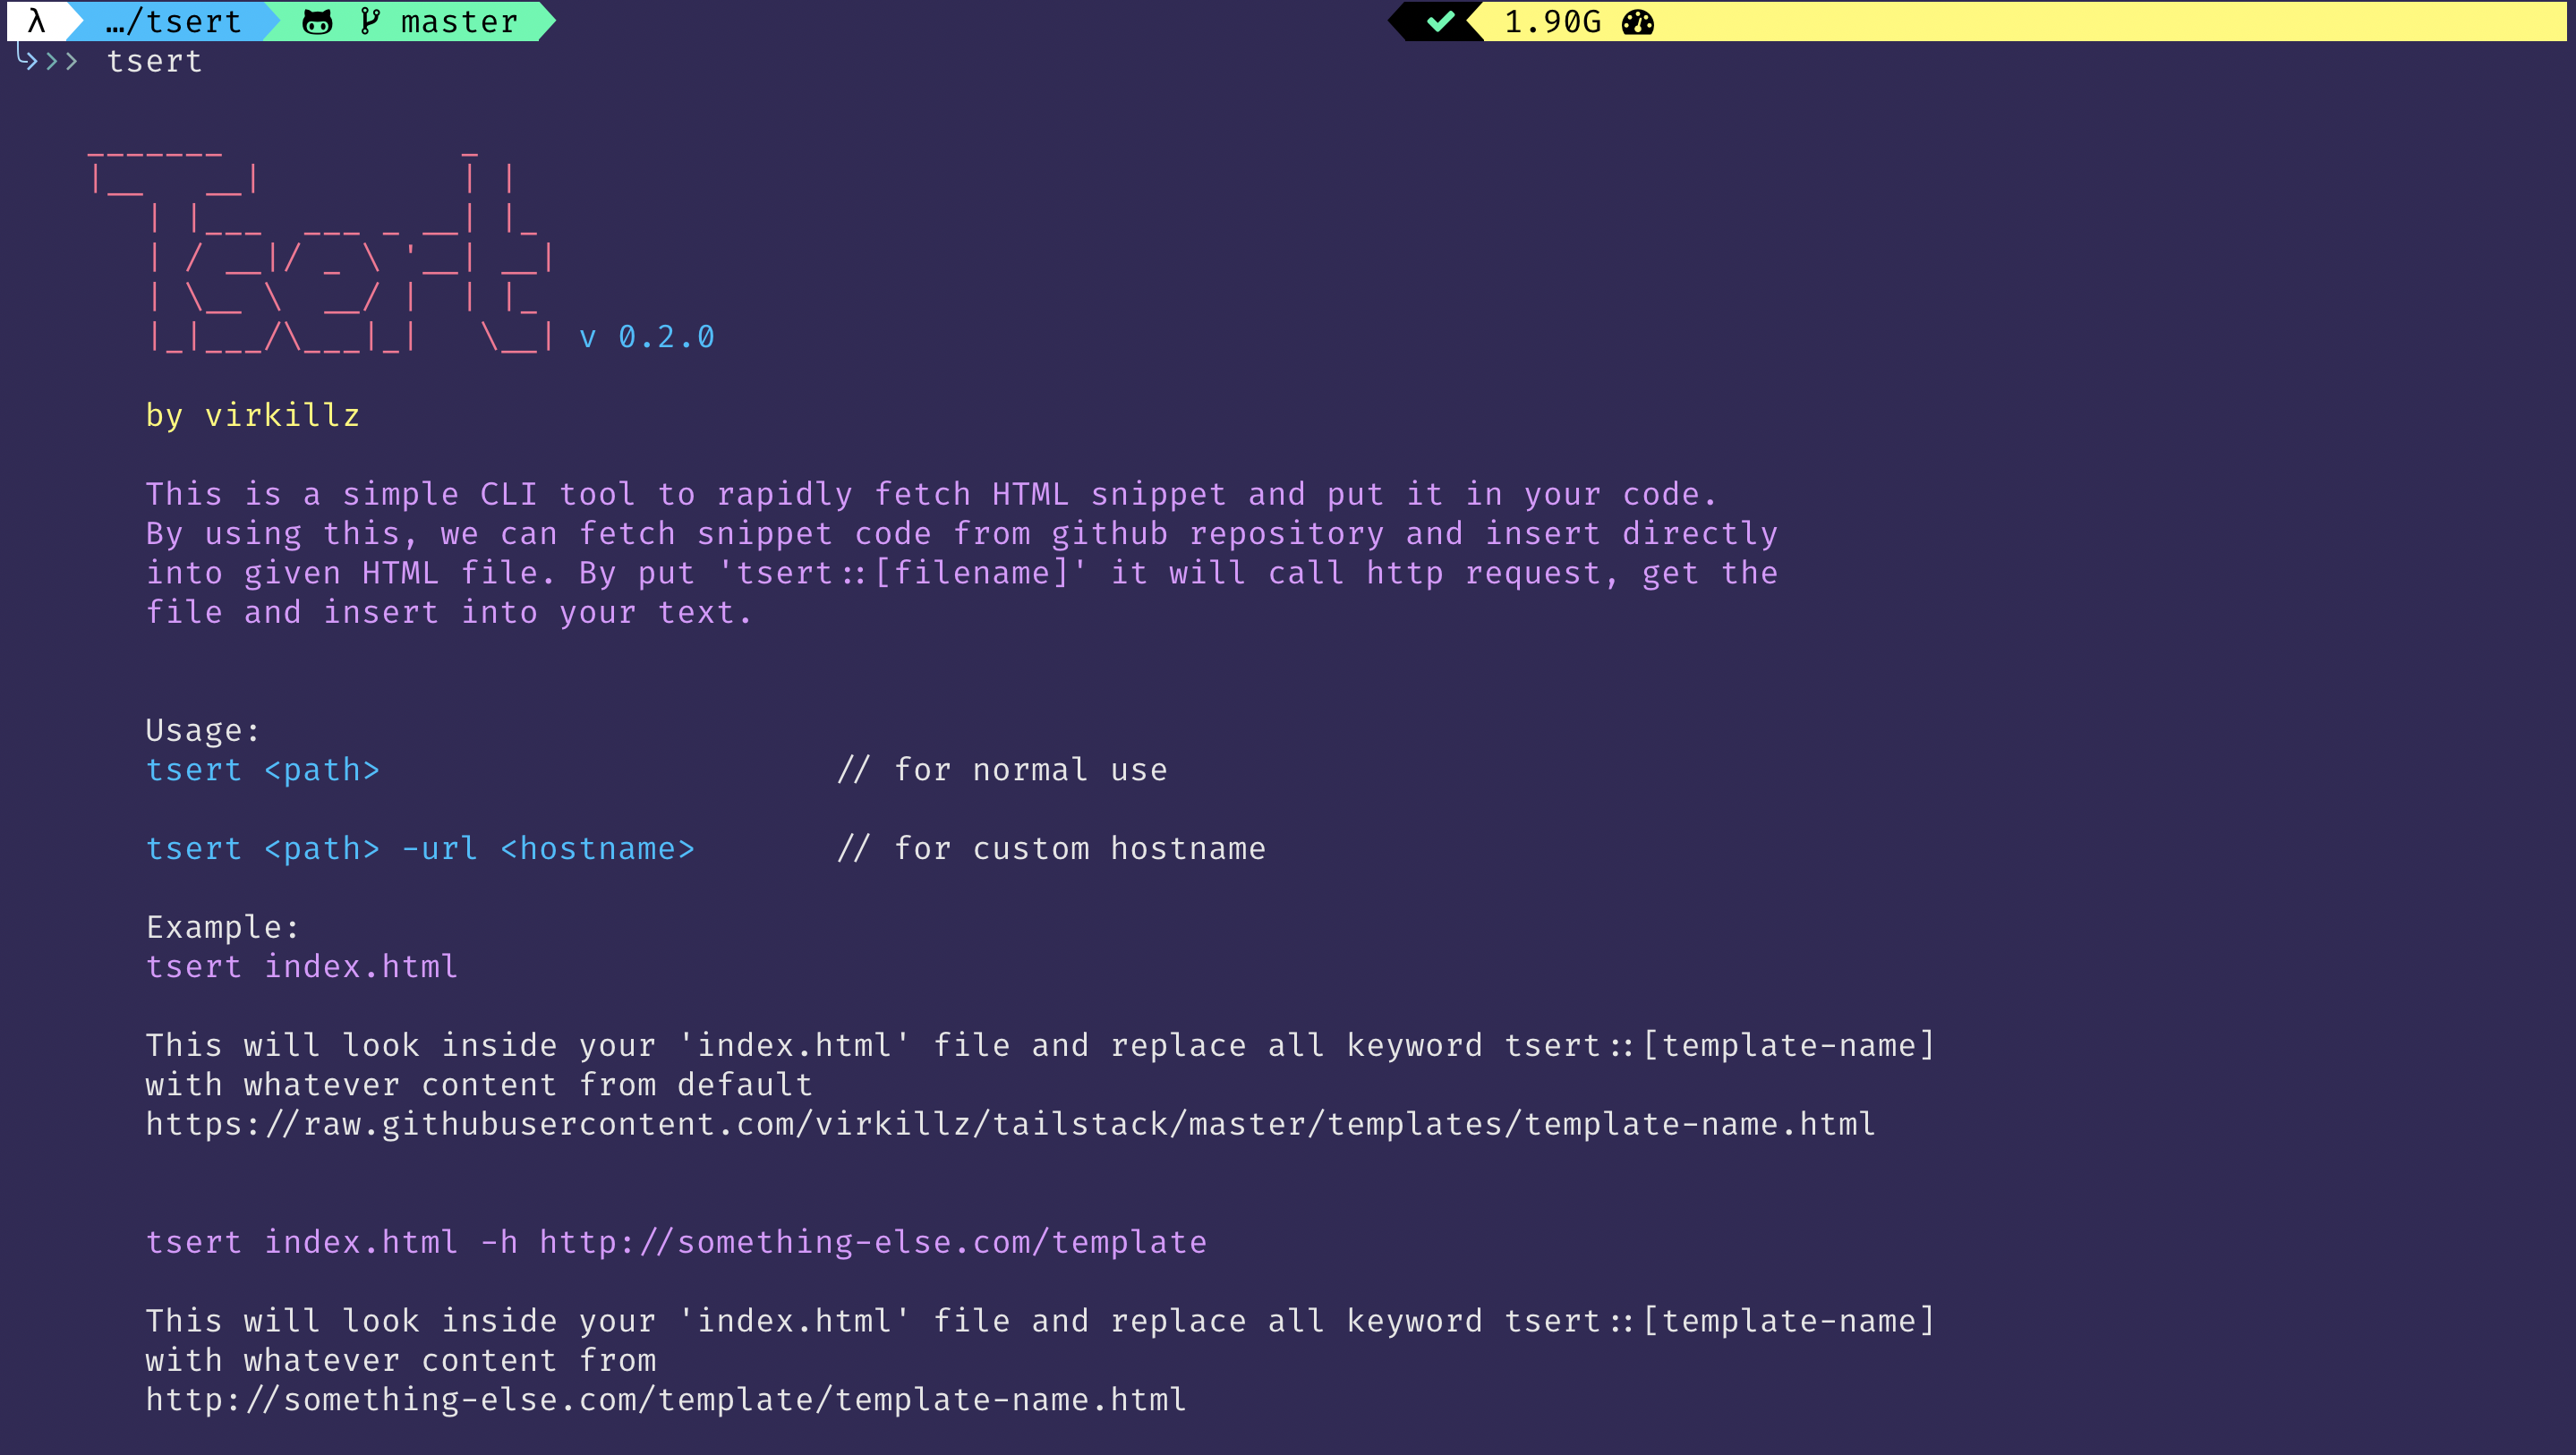 λ …/tsert master ✔ 1.90G
tsert
 _______            _
|__   __|          | |
   | |___  ___ _ __| |_
   | / __|/ _ \ '__| __|
   | \__ \  __/ |  | |_
   |_|___/\___|_|   \__| v 0.2.0
by virkillz
This is a simple CLI tool to rapidly fetch HTML snippet and put it in your code.
By using this, we can fetch snippet code from github repository and insert directly
into given HTML file. By put 'tsert::[filename]' it will call http request, get the
file and insert into your text.
Usage:
tsert <path> // for normal use
tsert <path> -url <hostname> // for custom hostname
Example:
tsert index.html
This will look inside your 'index.html' file and replace all keyword tsert::[template-name]
with whatever content from default
https://raw.githubusercontent.com/virkillz/tailstack/master/templates/template-name.html
tsert index.html -h http://something-else.com/template
This will look inside your 'index.html' file and replace all keyword tsert::[template-name]
with whatever content from
http://something-else.com/template/template-name.html